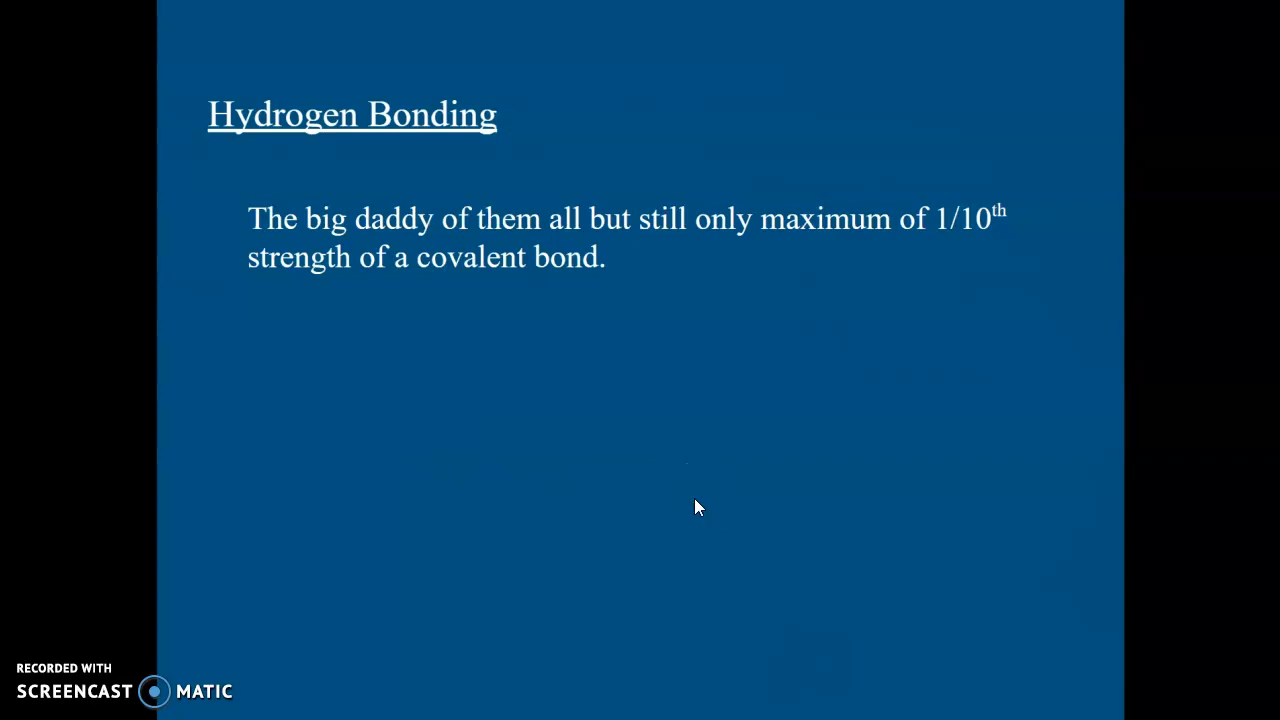 Hydrogen Bonding
The big daddy of them all but still only maximum of 1/10th
strength of a covalent bond.
RECORDED WITH
SCREENCAST MATIC